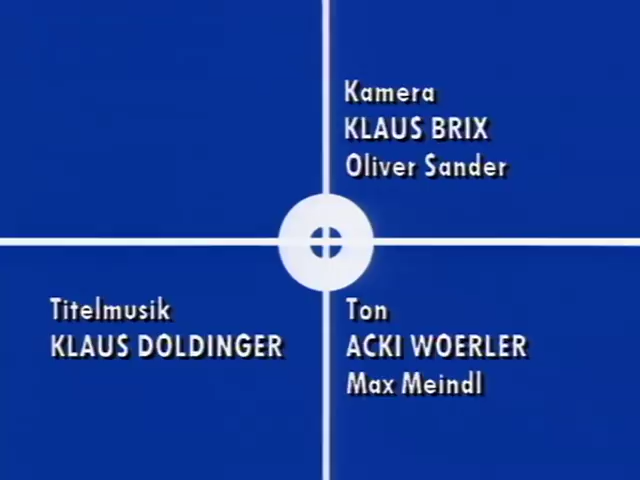 Kamera
KLAUS BRIX
Oliver Sander
Titelmusik
KLAUS DOLDINGER
Ton
ACKI WOERLER
Max Meindl